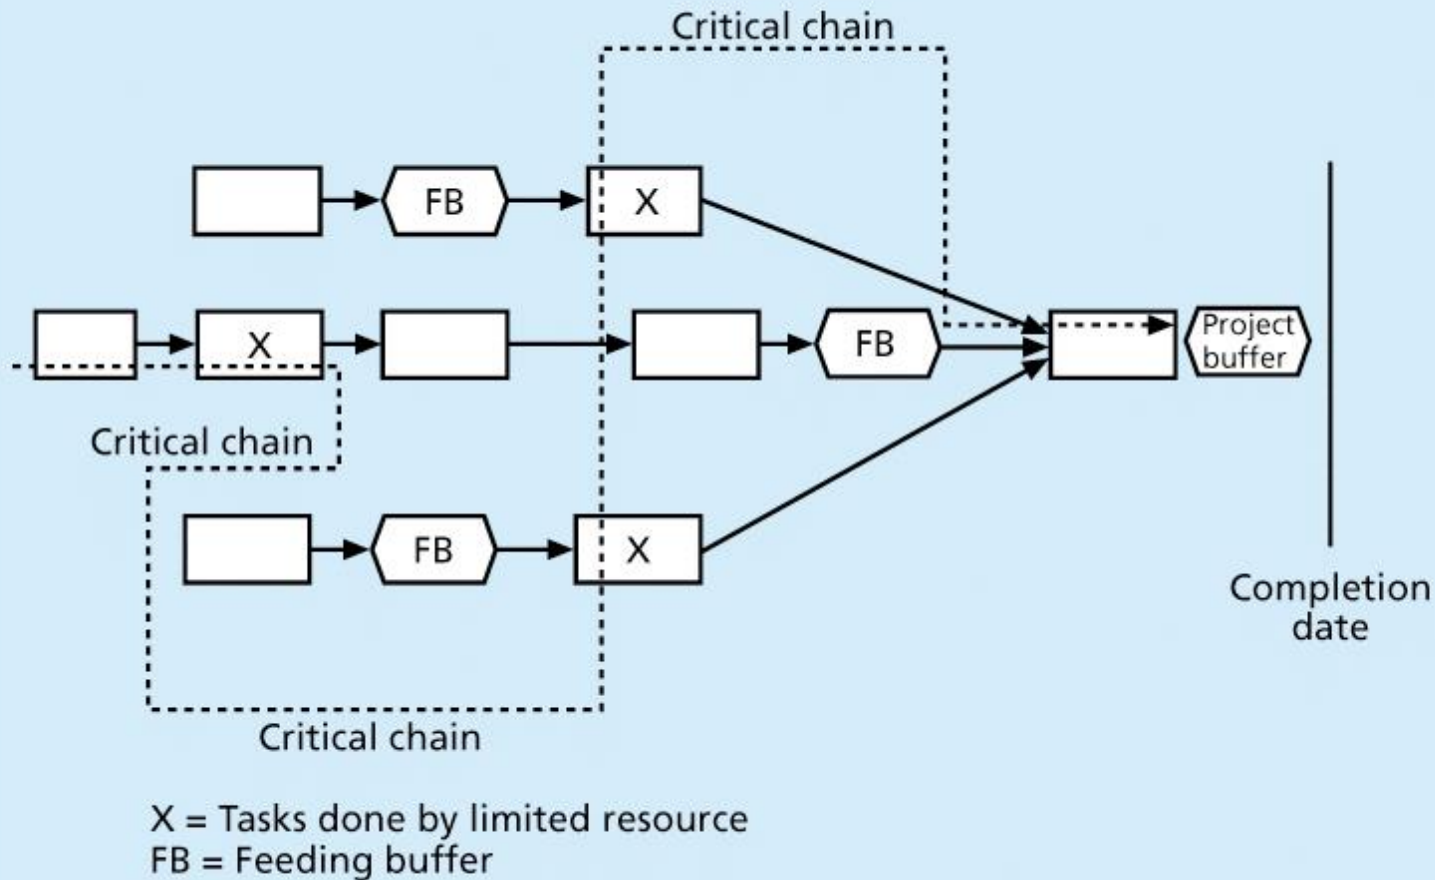 Critical chain
FB
X
X
FB
Project
buffer
Critical chain
FB
X
Completion
date
Critical chain
X = Tasks done by limited resource
FB = Feeding buffer